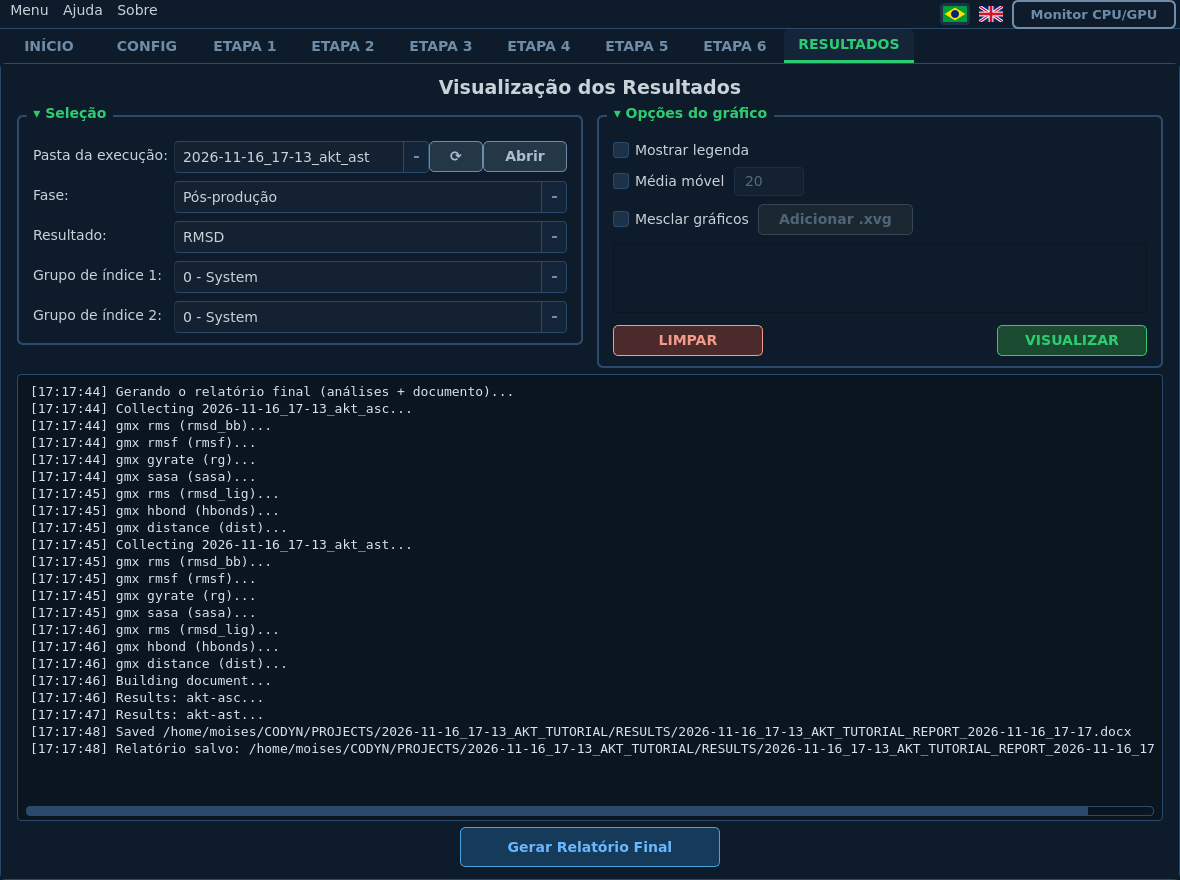 Menu Ajuda Sobre Monitor CPU/GPU
INÍCIO CONFIG ETAPA 1 ETAPA 2 ETAPA 3 ETAPA 4 ETAPA 5 ETAPA 6 RESULTADOS
Visualização dos Resultados
▾ Seleção
Pasta da execução: 2026-11-16_17-13_akt_ast - ⟳ Abrir
Fase: Pós-produção -
Resultado: RMSD -
Grupo de índice 1: 0 - System -
Grupo de índice 2: 0 - System -
▾ Opções do gráfico
Mostrar legenda
Média móvel 20
Mesclar gráficos Adicionar .xvg
LIMPAR VISUALIZAR
[17:17:44] Gerando o relatório final (análises + documento)...
[17:17:44] Collecting 2026-11-16_17-13_akt_asc...
[17:17:44] gmx rms (rmsd_bb)...
[17:17:44] gmx rmsf (rmsf)...
[17:17:44] gmx gyrate (rg)...
[17:17:44] gmx sasa (sasa)...
[17:17:45] gmx rms (rmsd_lig)...
[17:17:45] gmx hbond (hbonds)...
[17:17:45] gmx distance (dist)...
[17:17:45] Collecting 2026-11-16_17-13_akt_ast...
[17:17:45] gmx rms (rmsd_bb)...
[17:17:45] gmx rmsf (rmsf)...
[17:17:45] gmx gyrate (rg)...
[17:17:45] gmx sasa (sasa)...
[17:17:46] gmx rms (rmsd_lig)...
[17:17:46] gmx hbond (hbonds)...
[17:17:46] gmx distance (dist)...
[17:17:46] Building document...
[17:17:46] Results: akt-asc...
[17:17:47] Results: akt-ast...
[17:17:48] Saved /home/moises/CODYN/PROJECTS/2026-11-16_17-13_AKT_TUTORIAL/RESULTS/2026-11-16_17-13_AKT_TUTORIAL_REPORT_2026-11-16_17-17.docx
[17:17:48] Relatório salvo: /home/moises/CODYN/PROJECTS/2026-11-16_17-13_AKT_TUTORIAL/RESULTS/2026-11-16_17-13_AKT_TUTORIAL_REPORT_2026-11-16_17
Gerar Relatório Final